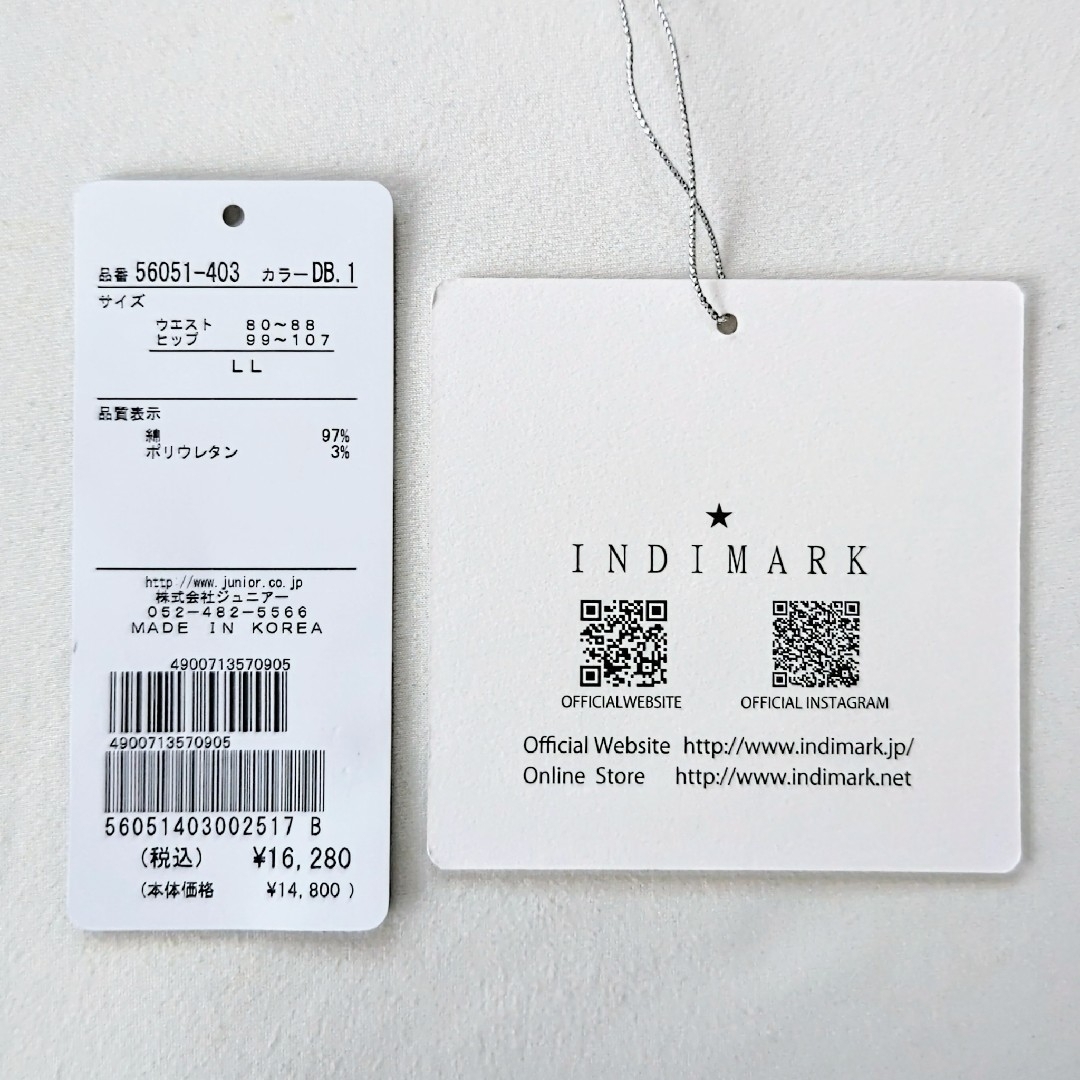 品番 56051-403 カラーDB.1
サイズ
ウエスト 80~88
ヒップ 99~107
LL
品質表示
綿 97%
ポリウレタン 3%
http://www.junior.co.jp
株式会社ジュニアー
052-482-5566
MADE IN KOREA
4900713570905
4900713570905
56051403002517 B
(税込) ¥16,280
(本体価格 ¥14,800)
★
INDIMARK
OFFICIALWEBSITE OFFICIAL INSTAGRAM
Official Website http://www.indimark.jp/
Online Store http://www.indimark.net